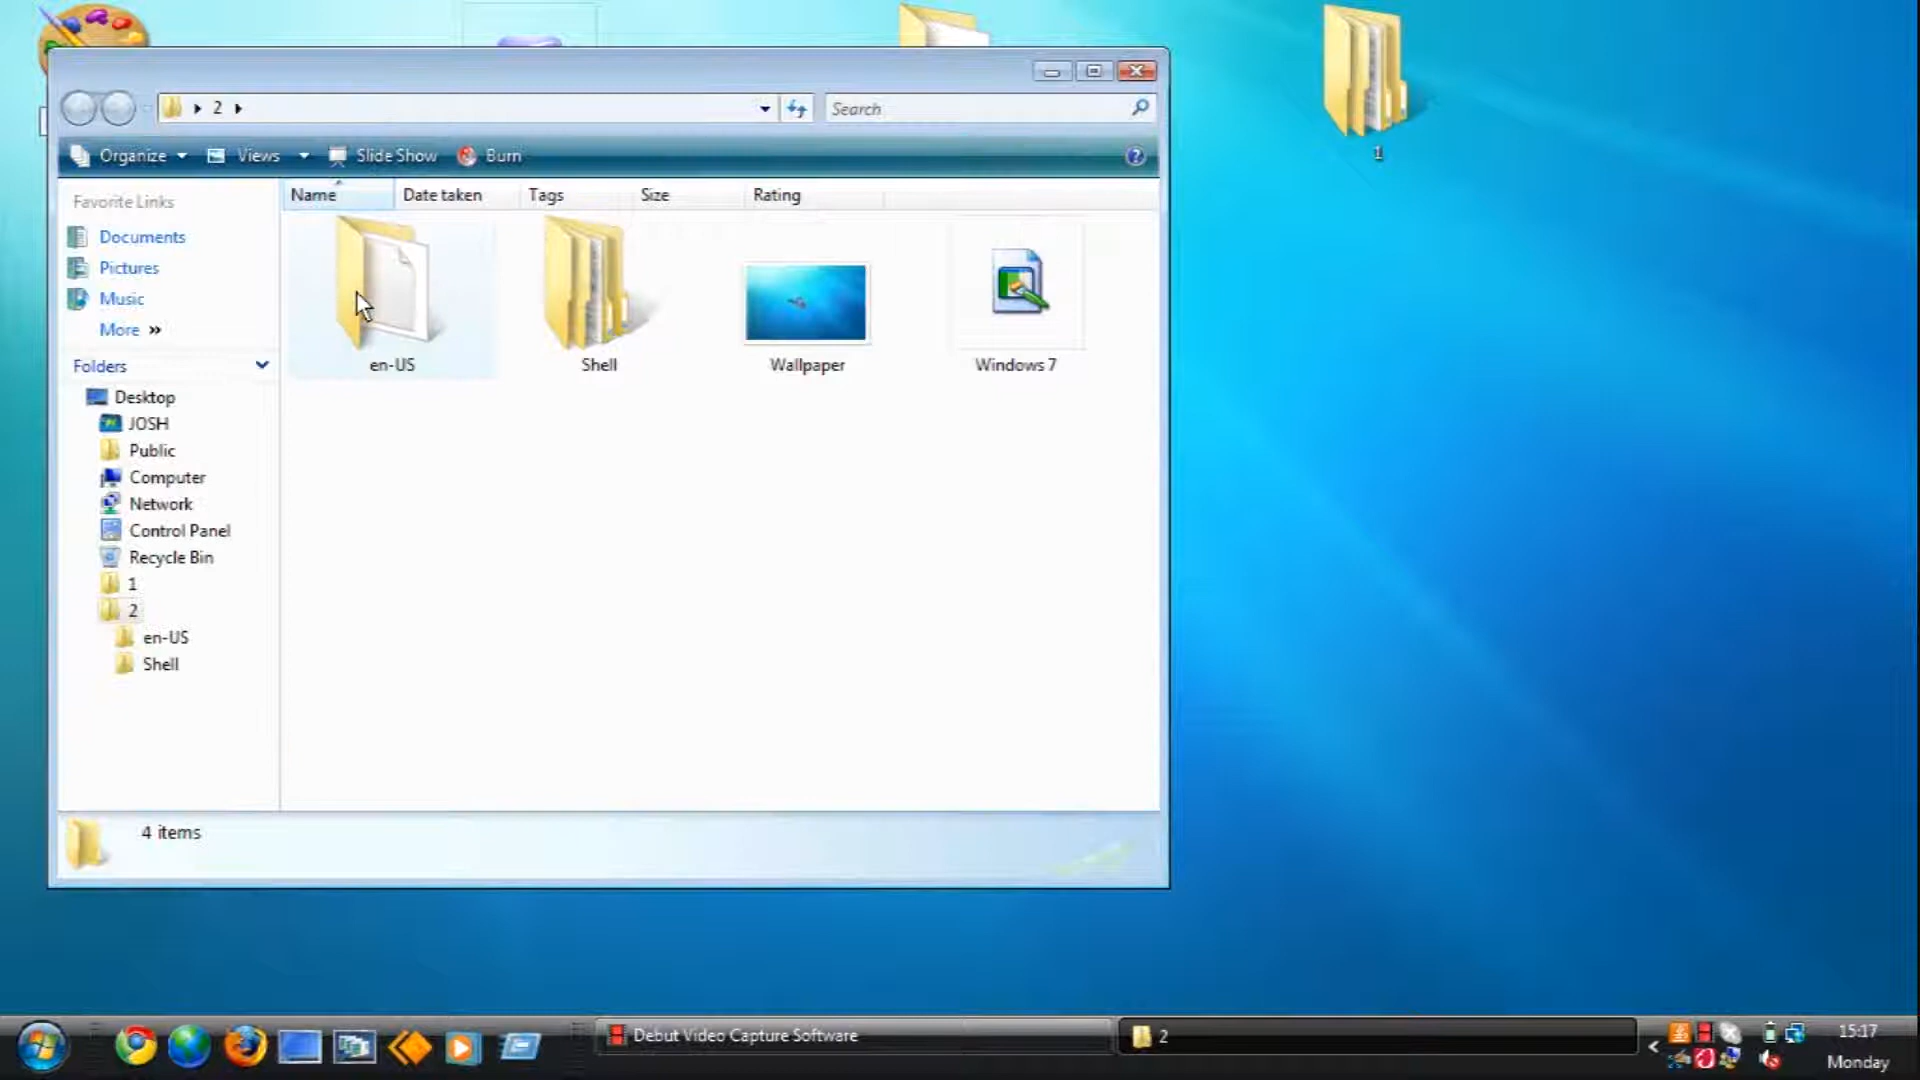 1
2
Search
Organize Views Slide Show Burn
Name Date taken Tags Size Rating
Favorite Links
Documents
Pictures
Music
More
Folders
Desktop
JOSH
Public
Computer
Network
Control Panel
Recycle Bin
1
2
en-US
Shell
en-US
Shell
Wallpaper
Windows 7
4 items
Debut Video Capture Software
2
15:17
Monday